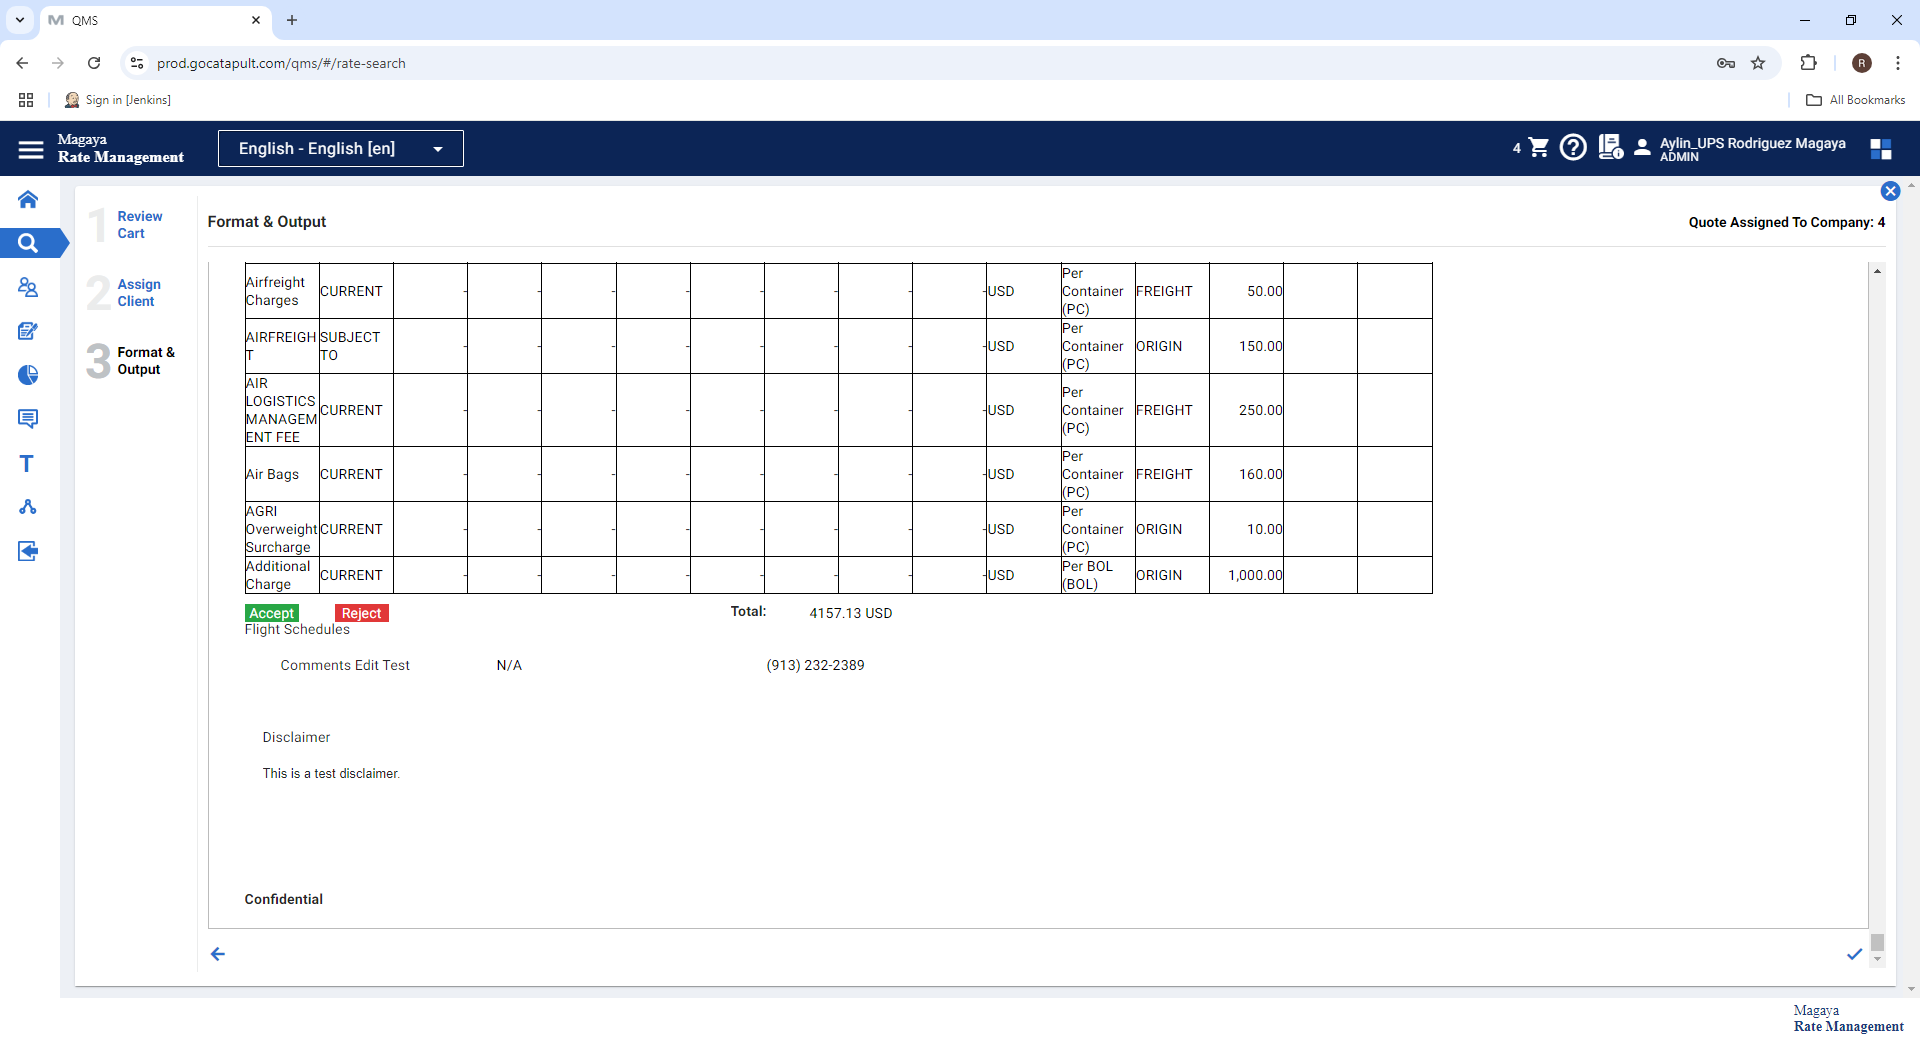 QMS
prod.gocatapult.com/qms/#/rate-search
R
Sign in [Jenkins]
All Bookmarks
Magaya
Rate Management
English - English [en]
4
Aylin_UPS Rodriguez Magaya
ADMIN
1 Review Cart
2 Assign Client
3 Format & Output
Format & Output
Quote Assigned To Company: 4
Airfreight Charges CURRENT - - - - - - - - USD Per Container (PC) FREIGHT 50.00
AIRFREIGHT SUBJECT TO - - - - - - - - USD Per Container (PC) ORIGIN 150.00
AIR LOGISTICS MANAGEMENT FEE CURRENT - - - - - - - - USD Per Container (PC) FREIGHT 250.00
Air Bags CURRENT - - - - - - - - USD Per Container (PC) FREIGHT 160.00
AGRI Overweight Surcharge CURRENT - - - - - - - - USD Per Container (PC) ORIGIN 10.00
Additional Charge CURRENT - - - - - - - - USD Per BOL (BOL) ORIGIN 1,000.00
Accept Reject Total: 4157.13 USD
Flight Schedules
Comments Edit Test N/A (913) 232-2389
Disclaimer
This is a test disclaimer.
Confidential
Magaya
Rate Management